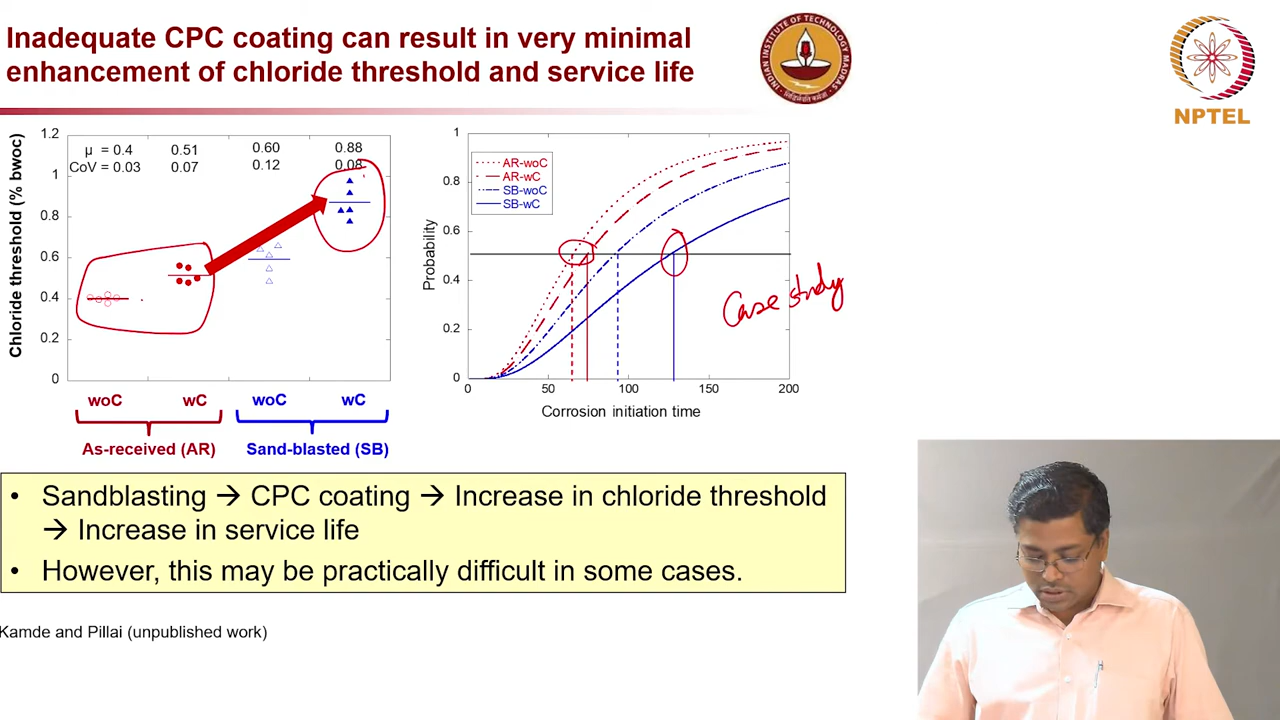 Inadequate CPC coating can result in very minimal
enhancement of chloride threshold and service life
NPTEL
INDIAN INSTITUTE OF TECHNOLOGY MADRAS
Chloride threshold (% bwoc)
1.2
1
0.8
0.6
0.4
0.2
0
μ = 0.4 0.51 0.60 0.88
CoV = 0.03 0.07 0.12 0.08
woC wC woC wC
As-received (AR) Sand-blasted (SB)
Probability
1
0.8
0.6
0.4
0.2
0
AR-woC
AR-wC
SB-woC
SB-wC
0 50 100 150 200
Corrosion initiation time
Case study
• Sandblasting → CPC coating → Increase in chloride threshold
→ Increase in service life
• However, this may be practically difficult in some cases.
Kamde and Pillai (unpublished work)